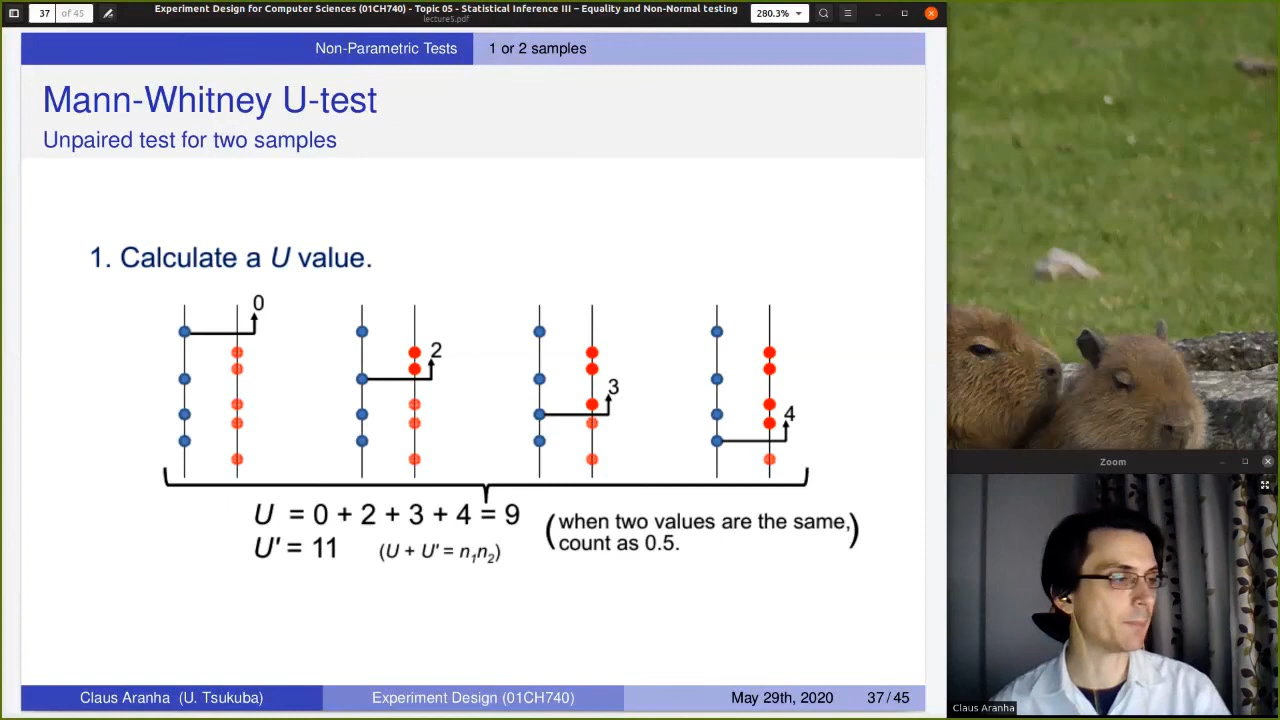 37 of 45
Experiment Design for Computer Sciences (01CH740) - Topic 05 - Statistical Inference III – Equality and Non-Normal testing
lecture5.pdf
280.3%
Non-Parametric Tests
1 or 2 samples
Mann-Whitney U-test
Unpaired test for two samples
1. Calculate a U value.
0
2
3
4
U = 0 + 2 + 3 + 4 = 9
U' = 11 (U + U' = n₁n₂)
(when two values are the same,)
count as 0.5.
Claus Aranha (U. Tsukuba)
Experiment Design (01CH740)
May 29th, 2020
37 / 45
Zoom
Claus Aranha